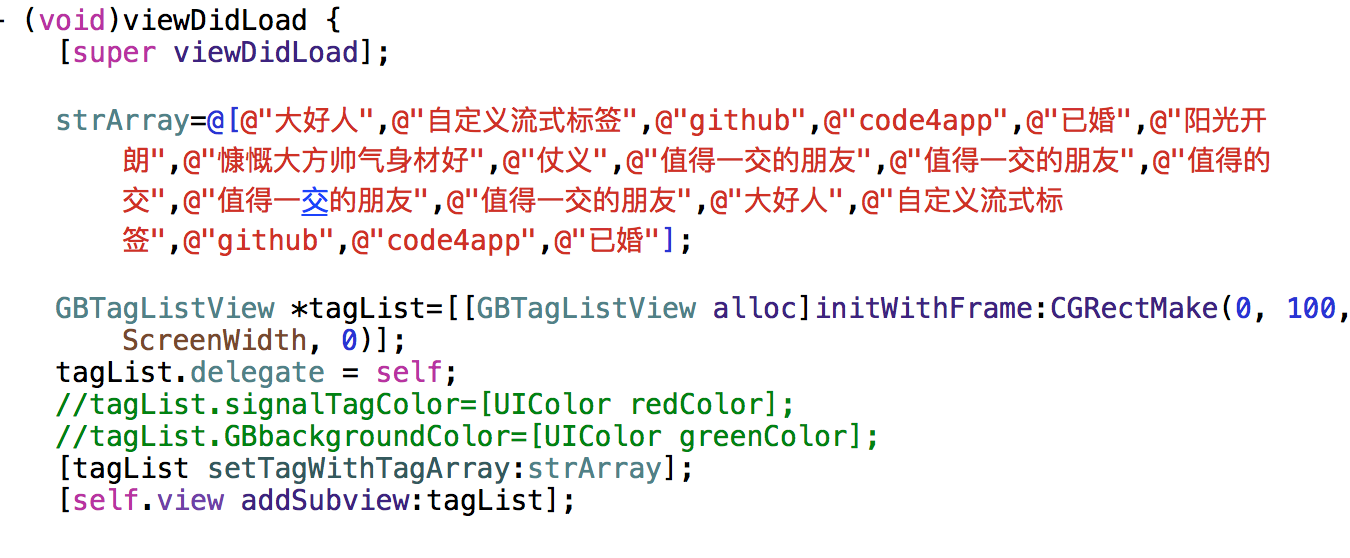 - (void)viewDidLoad {
[super viewDidLoad];
strArray=@[@"大好人",@"自定义流式标签",@"github",@"code4app",@"已婚",@"阳光开
朗",@"慷慨大方帅气身材好",@"仗义",@"值得一交的朋友",@"值得一交的朋友",@"值得的
交",@"值得一交的朋友",@"值得一交的朋友",@"大好人",@"自定义流式标
签",@"github",@"code4app",@"已婚"];
GBTagListView *tagList=[[GBTagListView alloc]initWithFrame:CGRectMake(0, 100,
ScreenWidth, 0)];
tagList.delegate = self;
//tagList.signalTagColor=[UIColor redColor];
//tagList.GBbackgroundColor=[UIColor greenColor];
[tagList setTagWithTagArray:strArray];
[self.view addSubview:tagList];